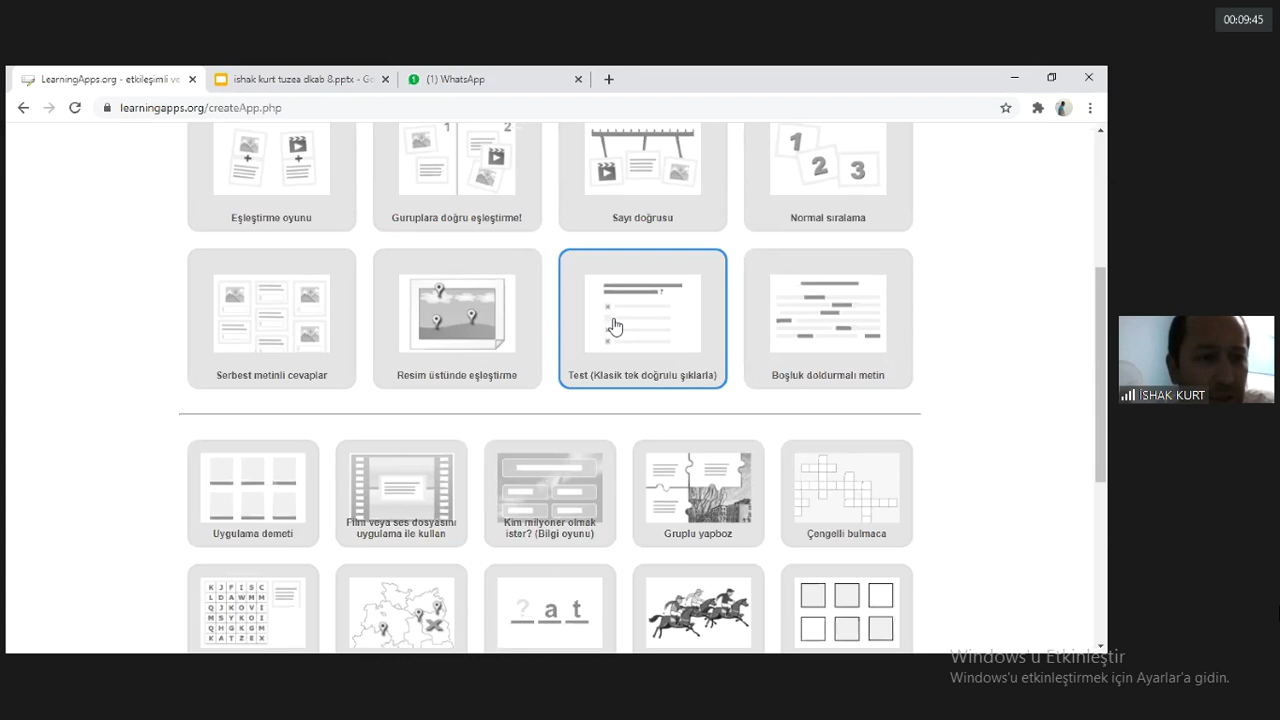 00:09:45
LearningApps.org - etkileşimli ve
ishak kurt tuzea dkab 8.pptx - Go
(1) WhatsApp
learningapps.org/createApp.php
1
2
1
2
3
Eşleştirme oyunu
Guruplara doğru eşleştirme!
Sayı doğrusu
Normal sıralama
?
Serbest metinli cevaplar
Resim üstünde eşleştirme
Test (Klasik tek doğrulu şıklarla)
Boşluk doldurmalı metin
İSHAK KURT
Uygulama demeti
Film veya ses dosyasını
uygulama ile kullan
Kim milyoner olmak
ister? (Bilgi oyunu)
Gruplu yapboz
Çengelli bulmaca
? a t
Windows'u Etkinleştir
Windows'u etkinleştirmek için Ayarlar'a gidin.